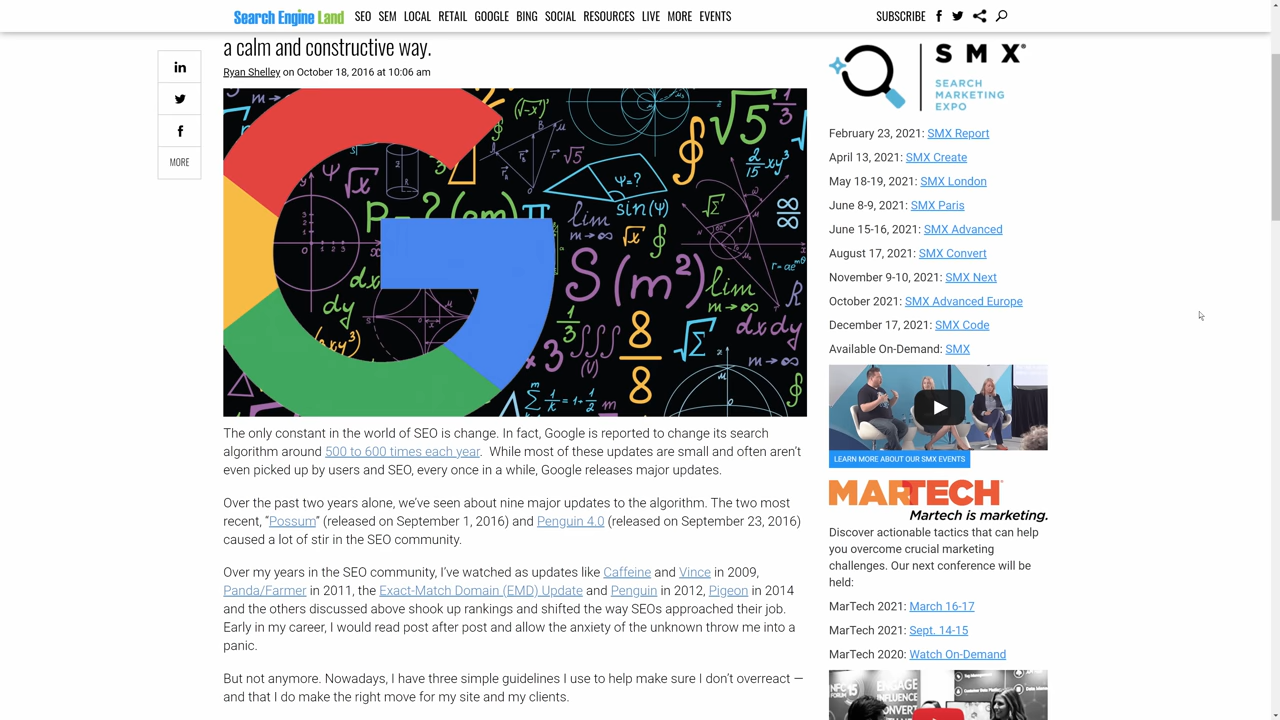 Search Engine Land
SEO SEM LOCAL RETAIL GOOGLE BING SOCIAL RESOURCES LIVE MORE EVENTS
SUBSCRIBE
a calm and constructive way.
Ryan Shelley on October 18, 2016 at 10:06 am
MORE
The only constant in the world of SEO is change. In fact, Google is reported to change its search
algorithm around 500 to 600 times each year. While most of these updates are small and often aren't
even picked up by users and SEO, every once in a while, Google releases major updates.
Over the past two years alone, we've seen about nine major updates to the algorithm. The two most
recent, "Possum" (released on September 1, 2016) and Penguin 4.0 (released on September 23, 2016)
caused a lot of stir in the SEO community.
Over my years in the SEO community, I've watched as updates like Caffeine and Vince in 2009,
Panda/Farmer in 2011, the Exact-Match Domain (EMD) Update and Penguin in 2012, Pigeon in 2014
and the others discussed above shook up rankings and shifted the way SEOs approached their job.
Early in my career, I would read post after post and allow the anxiety of the unknown throw me into a
panic.
But not anymore. Nowadays, I have three simple guidelines I use to help make sure I don't overreact —
and that I do make the right move for my site and my clients.
SMX
SEARCH
MARKETING
EXPO
February 23, 2021: SMX Report
April 13, 2021: SMX Create
May 18-19, 2021: SMX London
June 8-9, 2021: SMX Paris
June 15-16, 2021: SMX Advanced
August 17, 2021: SMX Convert
November 9-10, 2021: SMX Next
October 2021: SMX Advanced Europe
December 17, 2021: SMX Code
Available On-Demand: SMX
LEARN MORE ABOUT OUR SMX EVENTS
MARTECH
Martech is marketing.
Discover actionable tactics that can help
you overcome crucial marketing
challenges. Our next conference will be
held:
MarTech 2021: March 16-17
MarTech 2021: Sept. 14-15
MarTech 2020: Watch On-Demand
ENGAGE
INFLUENCE
CONVERT